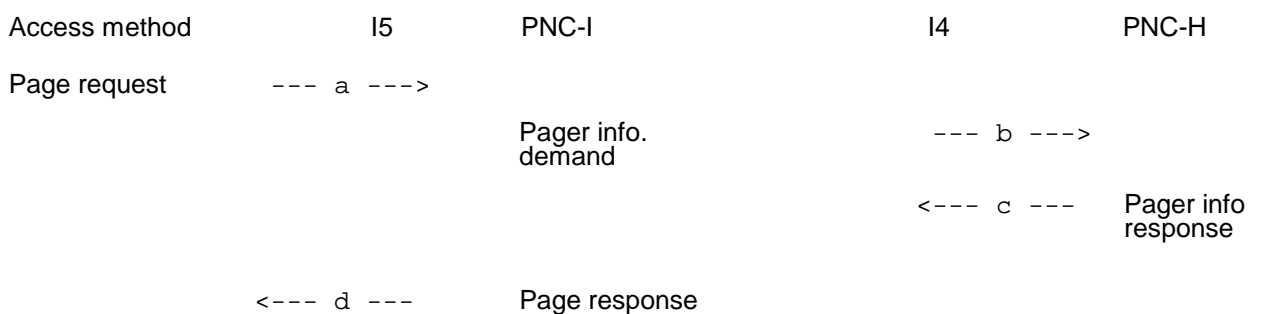 Access method I5 PNC-I I4 PNC-H
Page request --- a --->
Pager info. --- b --->
demand
<--- c --- Pager info
response
<--- d --- Page response